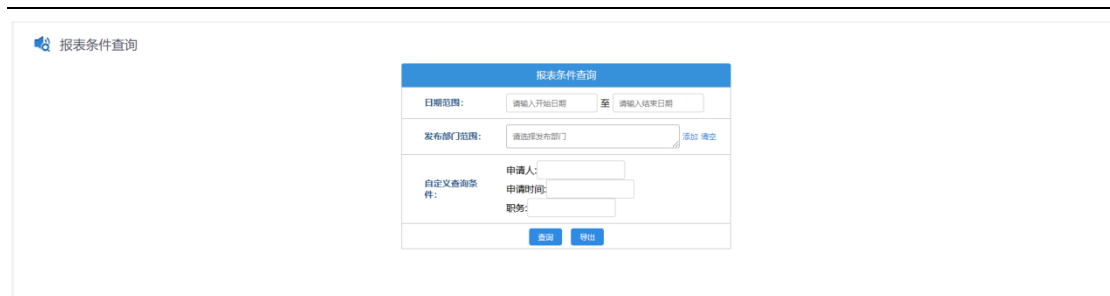 报表条件查询
报表条件查询
日期范围: 请输入开始日期 至 请输入结束日期
发布部门范围: 请选择发布部门 添加 清空
自定义查询条件:
申请人:
申请时间:
职务:
查询 导出